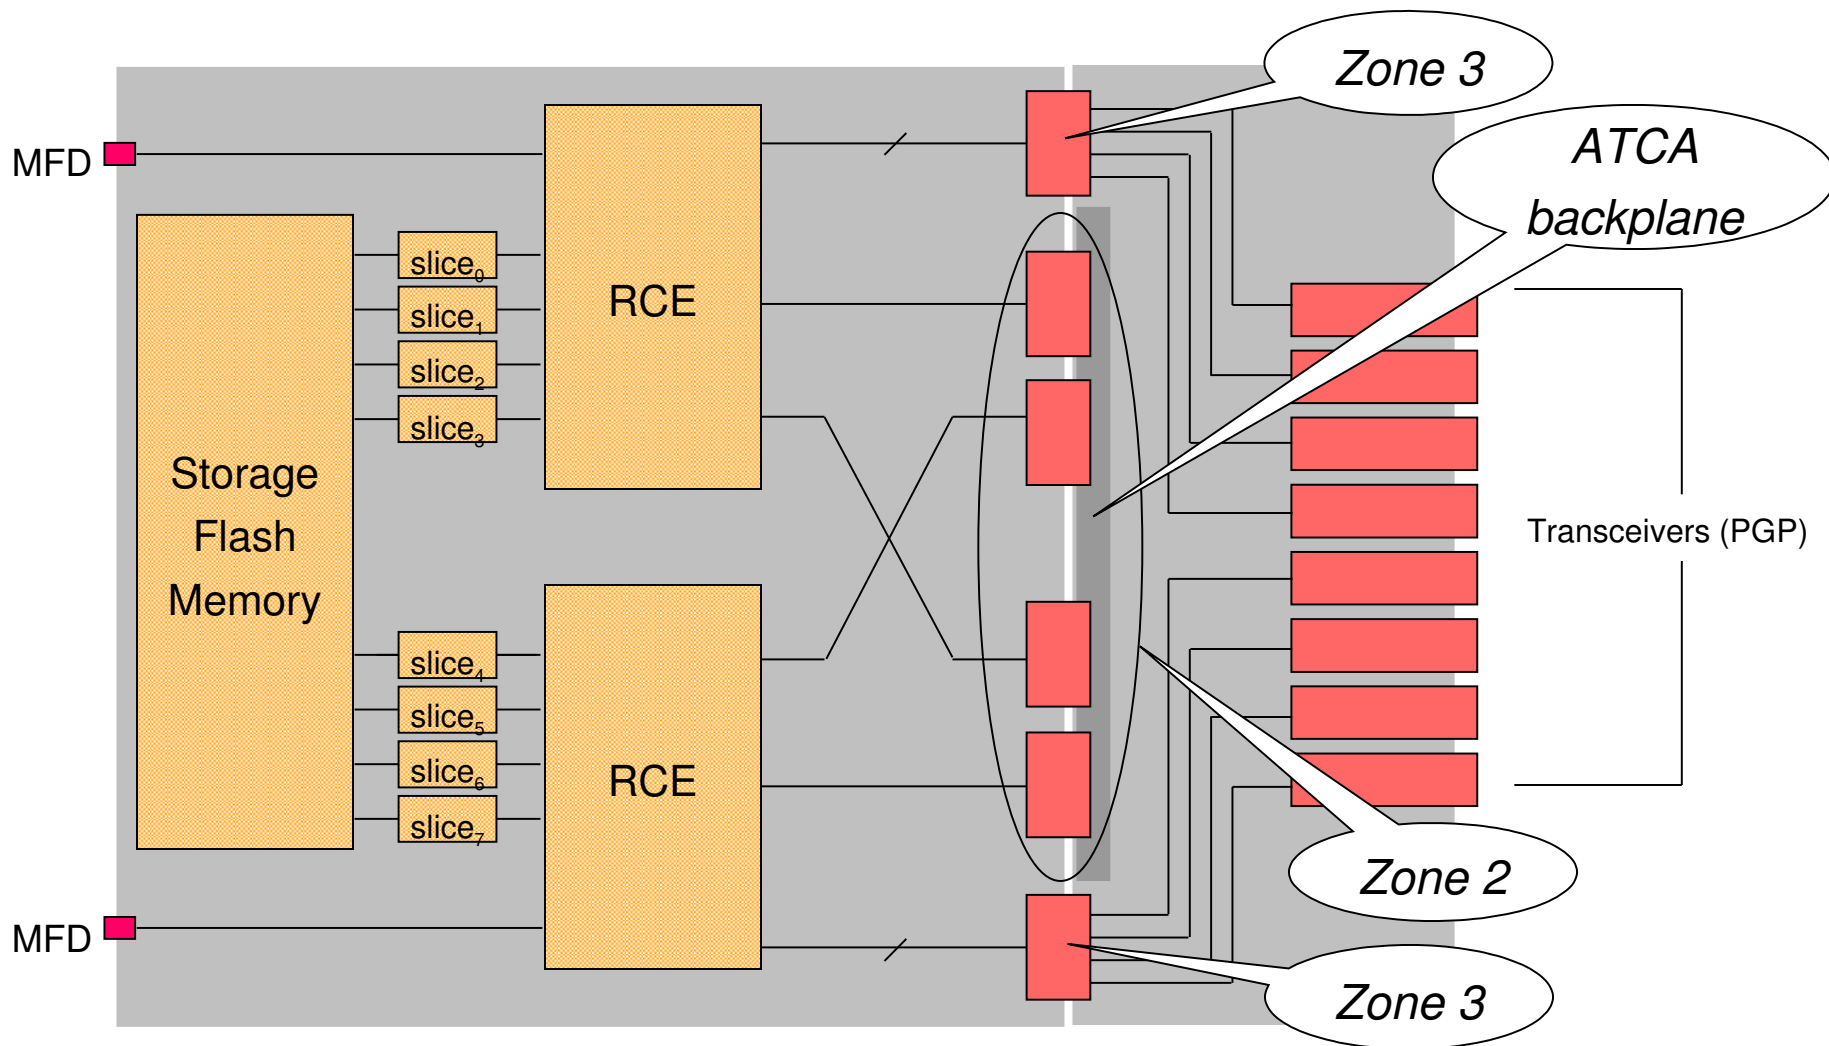 Zone 3
ATCA
backplane
MFD
slice₀
slice₁
slice₂
slice₃
RCE
Storage
Flash
Memory
Transceivers (PGP)
slice₄
slice₅
slice₆
slice₇
RCE
Zone 2
MFD
Zone 3